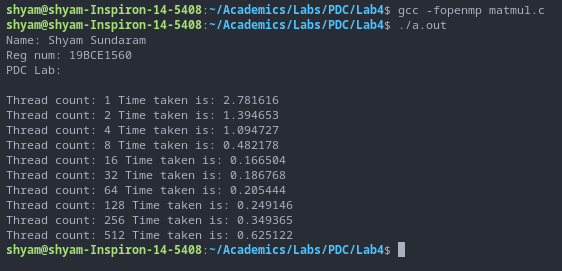 shyam@shyam-Inspiron-14-5408:~/Academics/Labs/PDC/Lab4$ gcc -fopenmp matmul.c
shyam@shyam-Inspiron-14-5408:~/Academics/Labs/PDC/Lab4$ ./a.out
Name: Shyam Sundaram
Reg num: 19BCE1560
PDC Lab:
Thread count: 1 Time taken is: 2.781616
Thread count: 2 Time taken is: 1.394653
Thread count: 4 Time taken is: 1.094727
Thread count: 8 Time taken is: 0.482178
Thread count: 16 Time taken is: 0.166504
Thread count: 32 Time taken is: 0.186768
Thread count: 64 Time taken is: 0.205444
Thread count: 128 Time taken is: 0.249146
Thread count: 256 Time taken is: 0.349365
Thread count: 512 Time taken is: 0.625122
shyam@shyam-Inspiron-14-5408:~/Academics/Labs/PDC/Lab4$